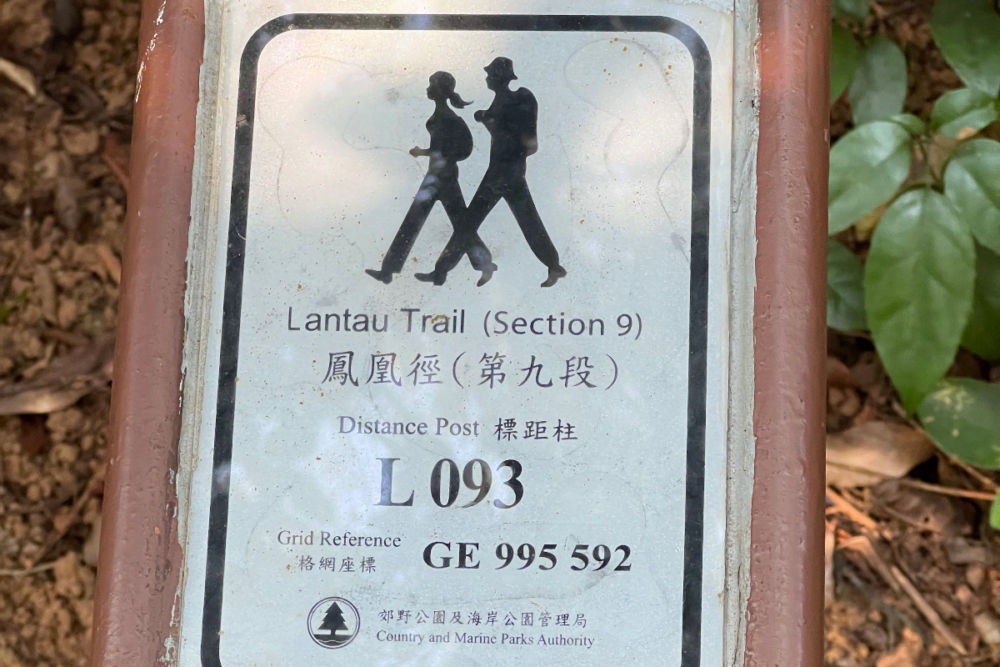 Lantau Trail (Section 9)
鳳凰徑(第九段)
Distance Post 標距柱
L 093
Grid Reference
格網座標
GE 995 592
郊野公園及海岸公園管理局
Country and Marine Parks Authority